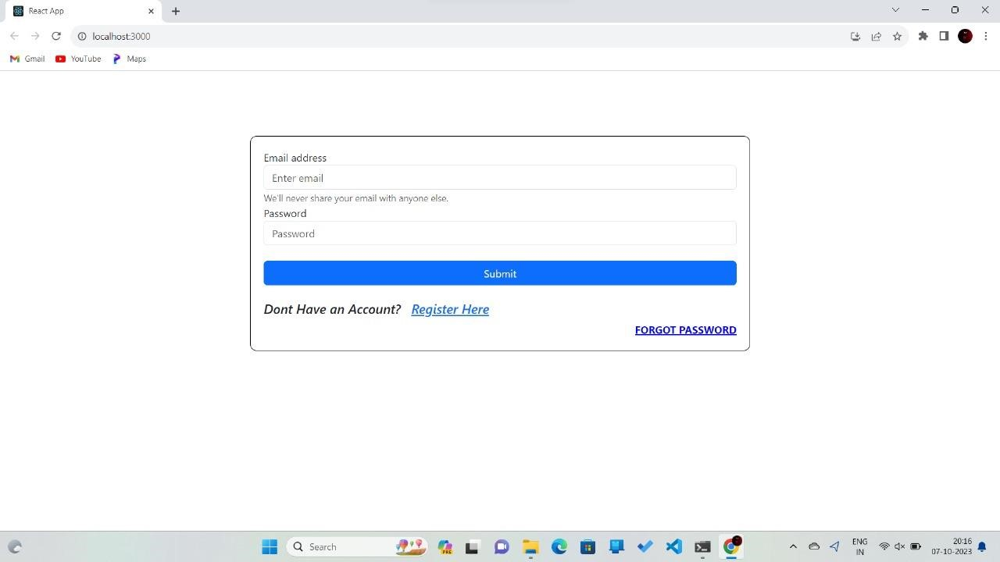 React App
localhost:3000
Gmail YouTube Maps
Email address
Enter email
We'll never share your email with anyone else.
Password
Password
Submit
Dont Have an Account? Register Here
FORGOT PASSWORD
Search
PRE
ENG
IN
20:16
07-10-2023